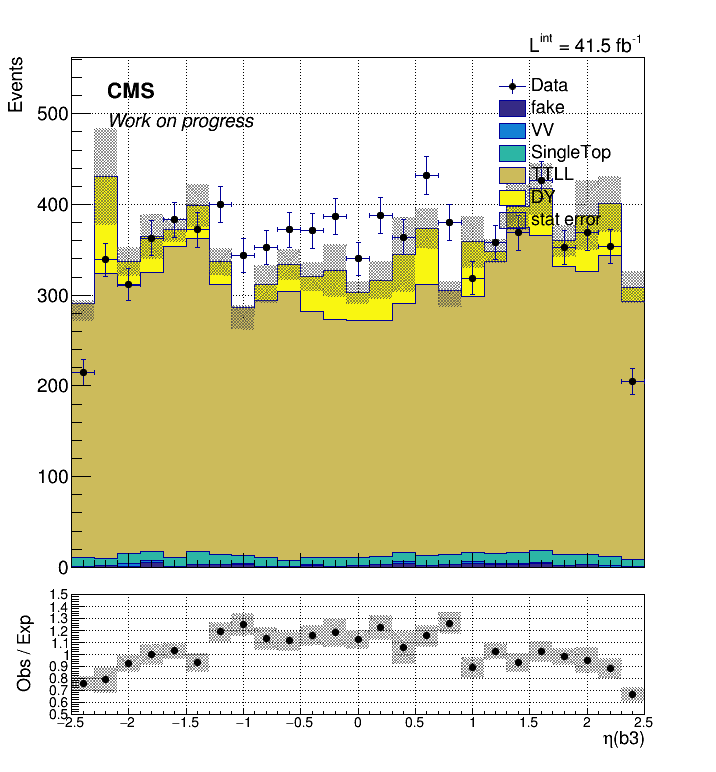 L^int = 41.5 fb^-1
Events
CMS
Work on progress
Data
fake
VV
SingleTop
TTLL
DY
stat error
500
400
300
200
100
0
Obs / Exp
1.5
1.4
1.3
1.2
1.1
1
0.9
0.8
0.7
0.6
0.5
−2.5 −2 −1.5 −1 −0.5 0 0.5 1 1.5 2 2.5
η(b3)